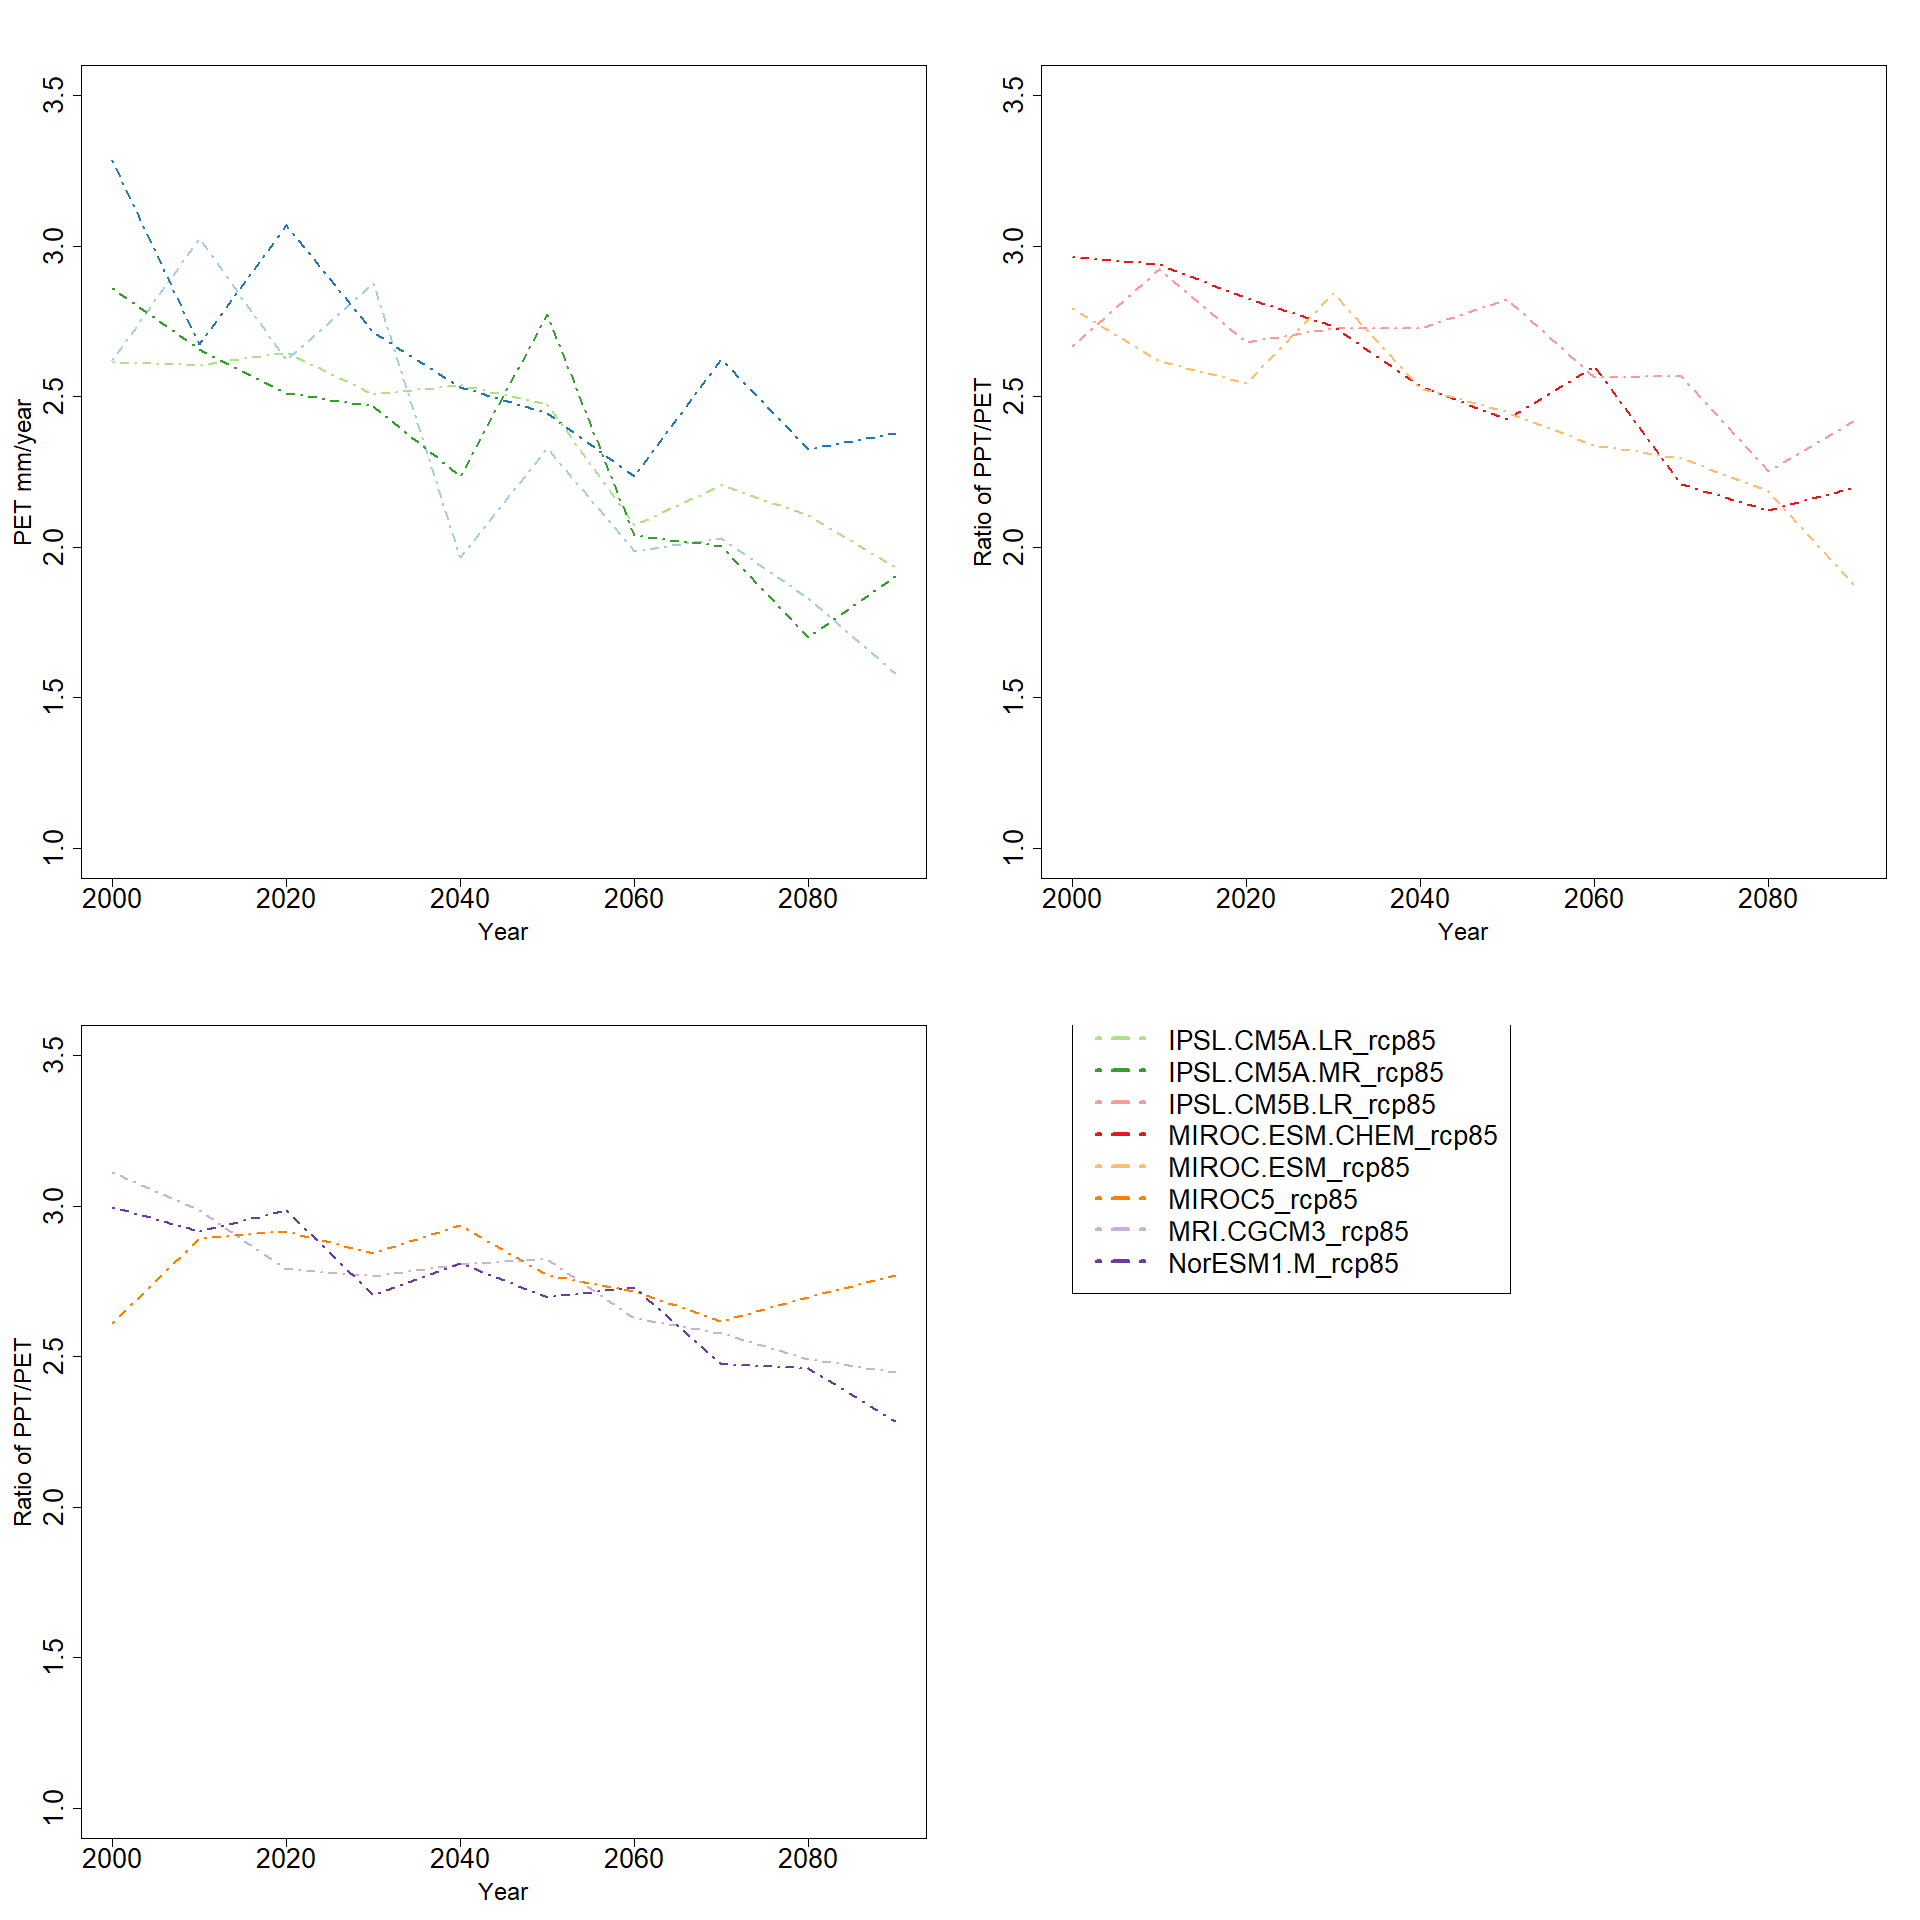 PET mm/year
3.5
3.0
2.5
2.0
1.5
1.0
2000 2020 2040 2060 2080
Year
Ratio of PPT/PET
3.5
3.0
2.5
2.0
1.5
1.0
2000 2020 2040 2060 2080
Year
Ratio of PPT/PET
3.5
3.0
2.5
2.0
1.5
1.0
2000 2020 2040 2060 2080
Year
IPSL.CM5A.LR_rcp85
IPSL.CM5A.MR_rcp85
IPSL.CM5B.LR_rcp85
MIROC.ESM.CHEM_rcp85
MIROC.ESM_rcp85
MIROC5_rcp85
MRI.CGCM3_rcp85
NorESM1.M_rcp85